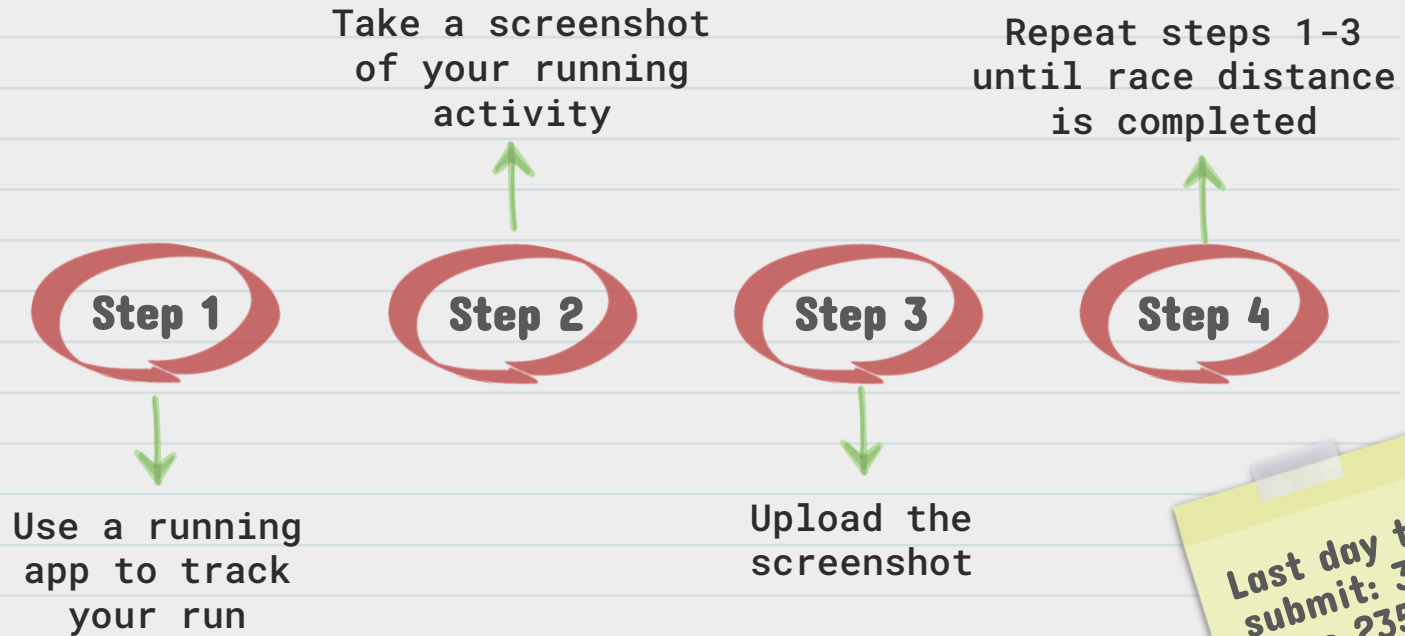 Take a screenshot
of your running
activity
Repeat steps 1-3
until race distance
is completed
Step 1
Step 2
Step 3
Step 4
Use a running
app to track
your run
Upload the
screenshot
Last day
submit: